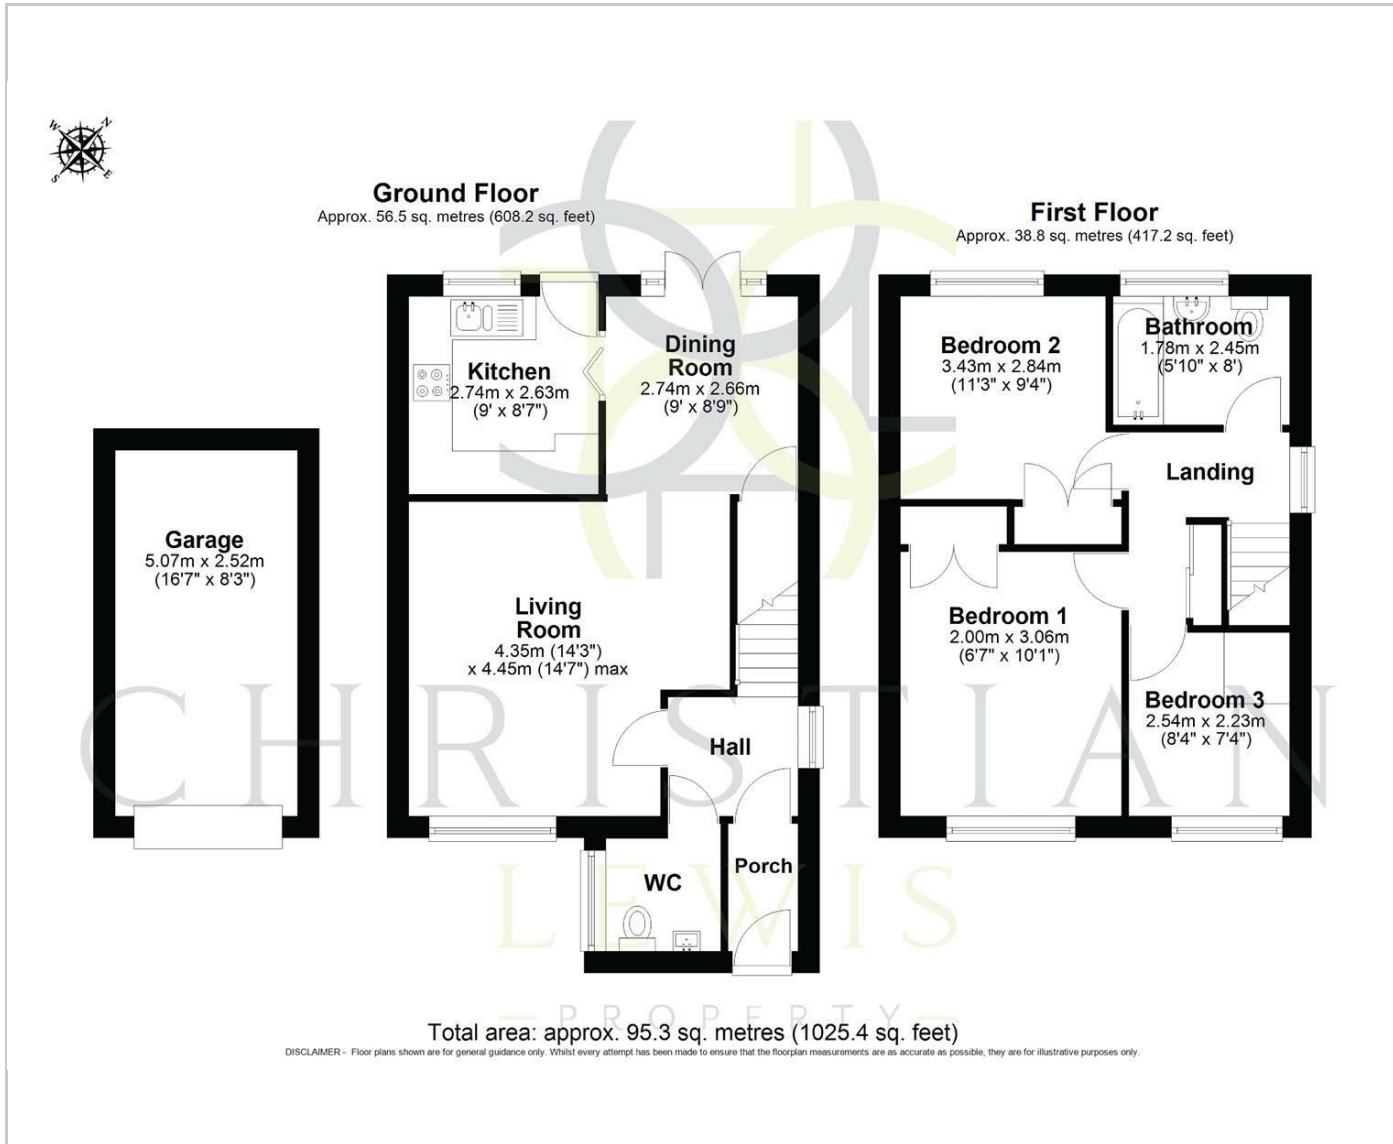 N
W
E
S
Ground Floor
Approx. 56.5 sq. metres (608.2 sq. feet)
First Floor
Approx. 38.8 sq. metres (417.2 sq. feet)
Kitchen
2.74m x 2.63m
(9' x 8'7")
Dining
Room
2.74m x 2.66m
(9' x 8'9")
Bedroom 2
3.43m x 2.84m
(11'3" x 9'4")
Bathroom
1.78m x 2.45m
(5'10" x 8')
Landing
Garage
5.07m x 2.52m
(16'7" x 8'3")
Living
Room
4.35m (14'3")
x 4.45m (14'7") max
Bedroom 1
2.00m x 3.06m
(6'7" x 10'1")
Bedroom 3
2.54m x 2.23m
(8'4" x 7'4")
Hall
WC
Porch
CHRISTIAN
LEWIS
PROPERTY
Total area: approx. 95.3 sq. metres (1025.4 sq. feet)
DISCLAIMER - Floor plans shown are for general guidance only. Whilst every attempt has been made to ensure that the floorplan measurements are as accurate as possible, they are for illustrative purposes only.